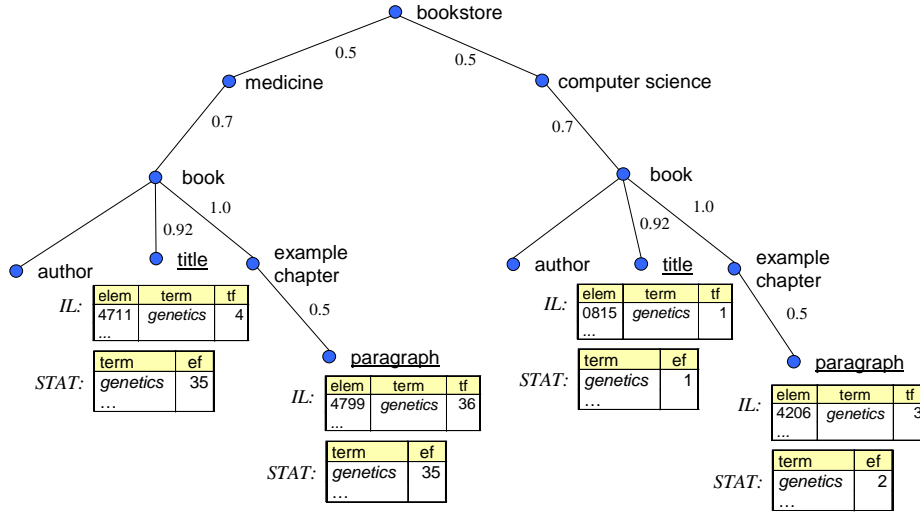 bookstore
0.5
0.5
medicine
computer science
0.7
0.7
book
book
0.92
1.0
0.92
1.0
author
title
example
chapter
author
title
example
chapter
IL:
elem term tf
4711 genetics 4
...
0.5
IL:
elem term tf
0815 genetics 1
...
0.5
STAT:
term ef
genetics 35
…
paragraph
STAT:
term ef
genetics 1
…
paragraph
IL:
elem term tf
4799 genetics 36
...
IL:
elem term tf
4206 genetics 3
...
STAT:
term ef
genetics 35
…
STAT:
term ef
genetics 2
…